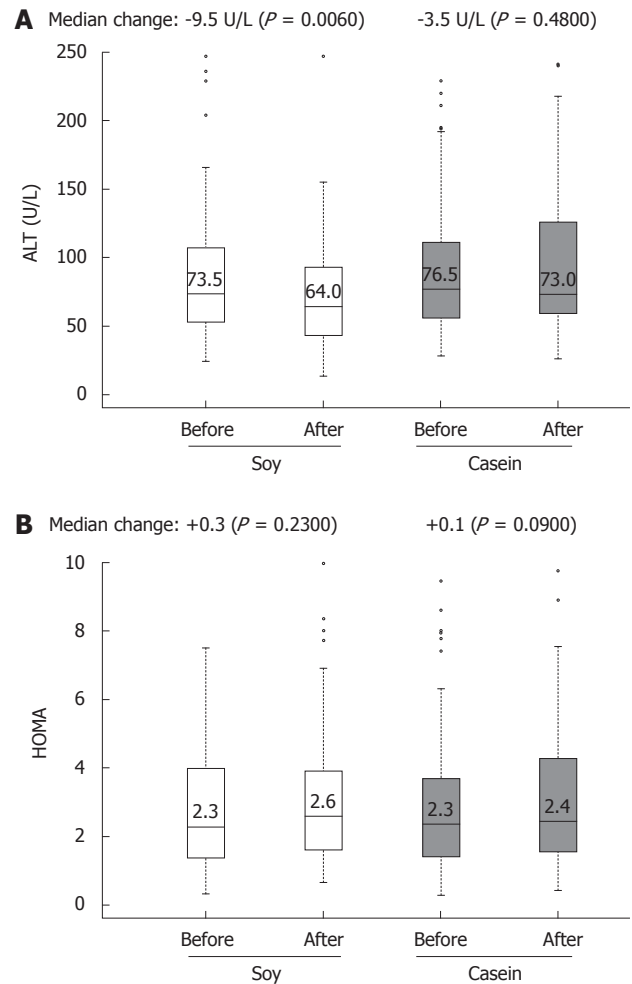 A Median change: -9.5 U/L (P = 0.0060) -3.5 U/L (P = 0.4800)
250
200
150
100
50
0
ALT (U/L)
73.5 64.0 76.5 73.0
Before After Before After
Soy Casein
B Median change: +0.3 (P = 0.2300) +0.1 (P = 0.0900)
10
8
6
4
2
0
HOMA
2.3 2.6 2.3 2.4
Before After Before After
Soy Casein